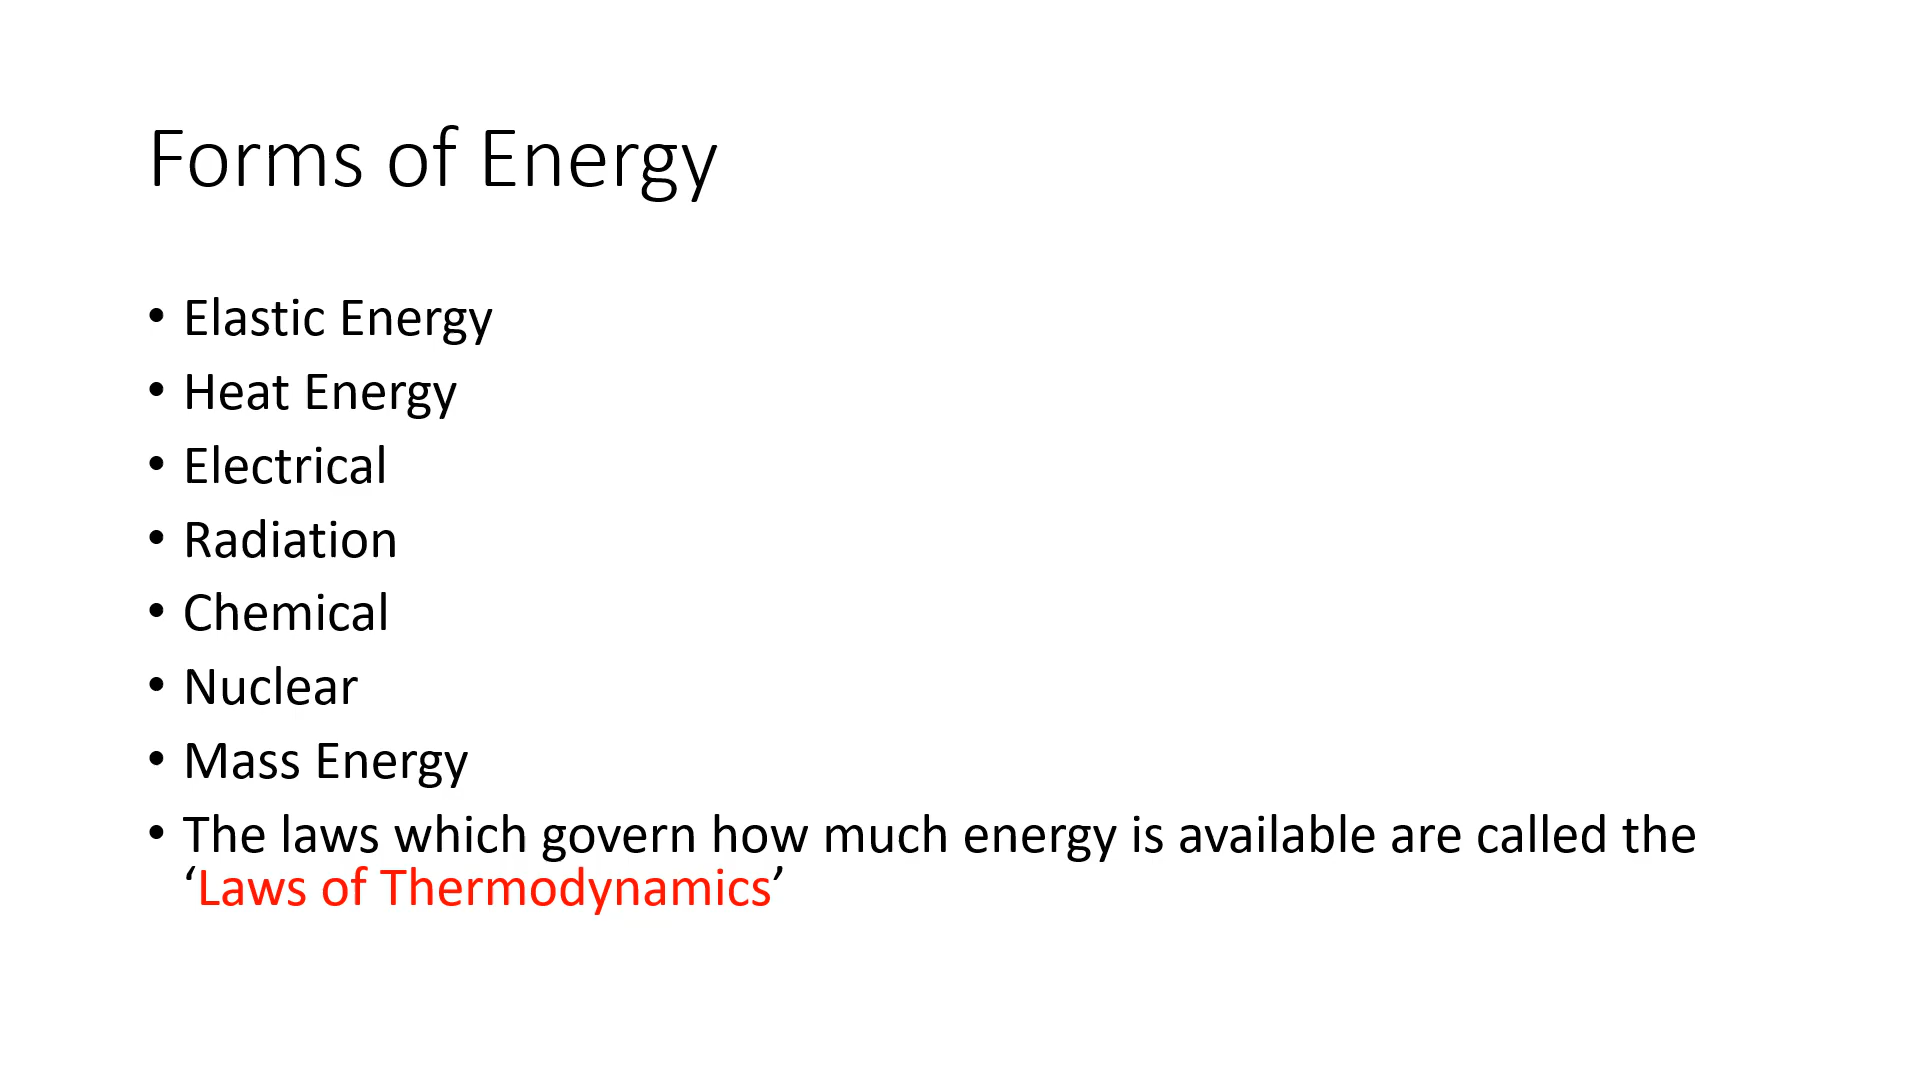 Forms of Energy
• Elastic Energy
• Heat Energy
• Electrical
• Radiation
• Chemical
• Nuclear
• Mass Energy
• The laws which govern how much energy is available are called the
‘Laws of Thermodynamics’